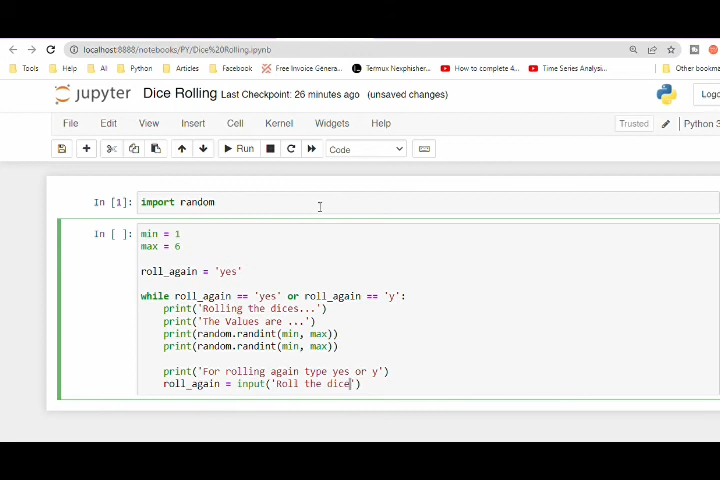 localhost:8888/notebooks/PY/Dice%20Rolling.ipynb
Tools Help AI Python Articles Facebook Free Invoice Genera... Termux Nexphisher... How to complete 4... Time Series Analysi... Other bookma
jupyter Dice Rolling Last Checkpoint: 26 minutes ago (unsaved changes) Logo
File Edit View Insert Cell Kernel Widgets Help Trusted Python 3
Run Code
In [1]: import random
In [ ]: min = 1
max = 6
roll_again = 'yes'
while roll_again == 'yes' or roll_again == 'y':
print('Rolling the dices...')
print('The Values are ...')
print(random.randint(min, max))
print(random.randint(min, max))
print('For rolling again type yes or y')
roll_again = input('Roll the dice')